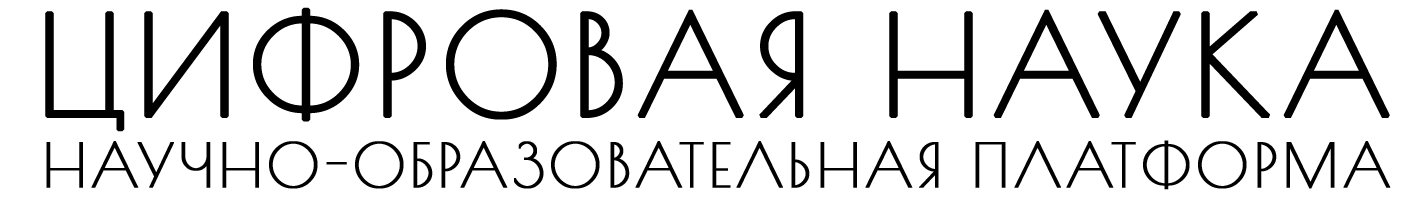 ЦИФРОВАЯ НАУКА
НАУЧНО-ОБРАЗОВАТЕЛЬНАЯ ПЛАТФОРМА